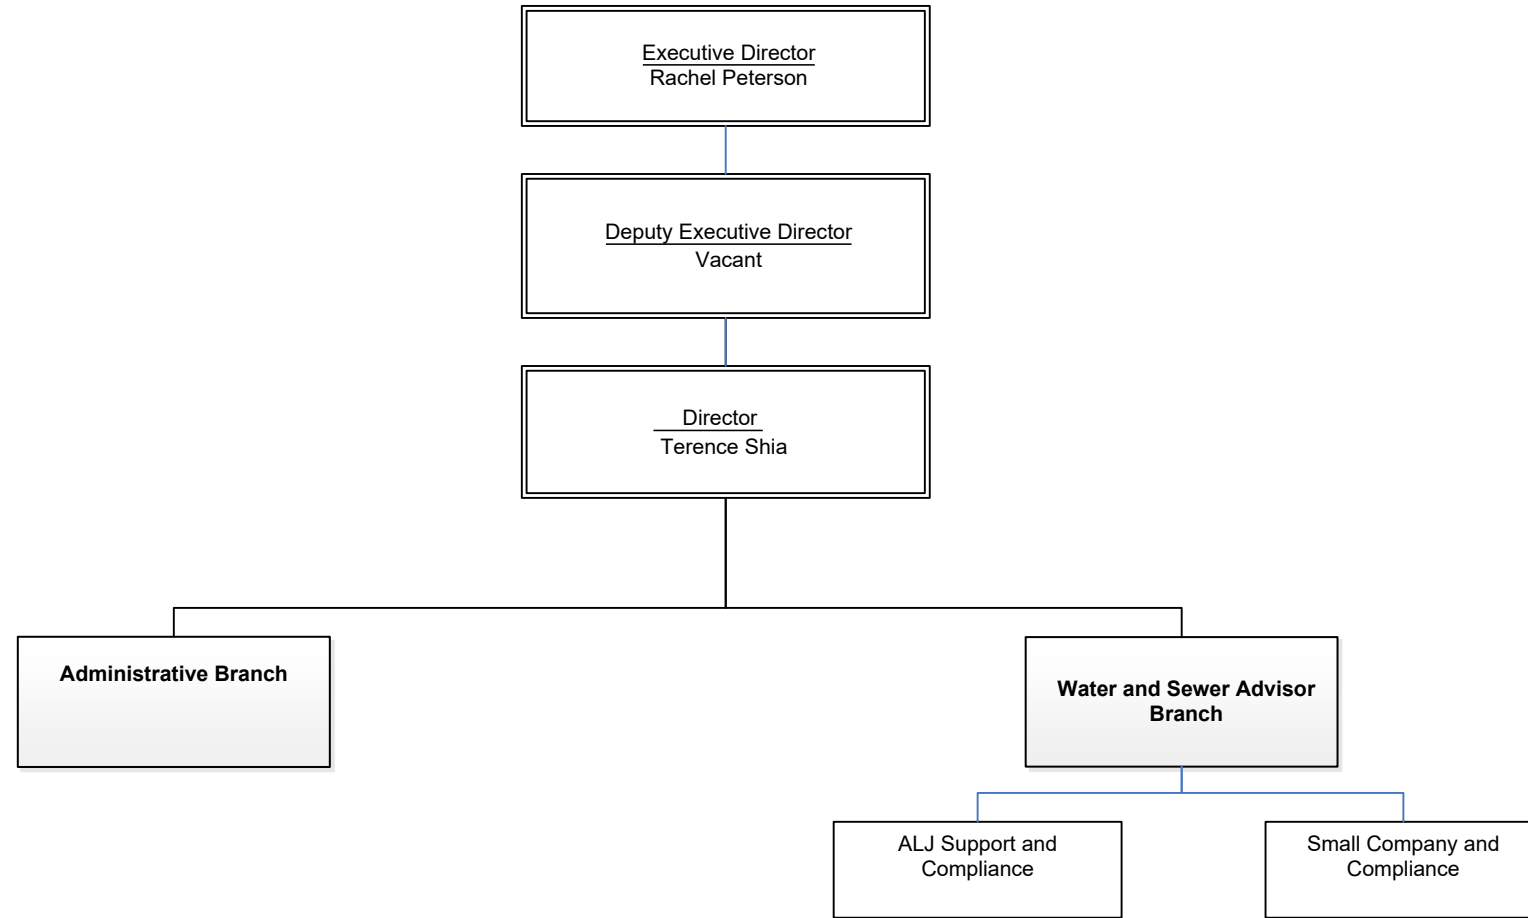 Executive Director
Rachel Peterson
Deputy Executive Director
Vacant
Director
Terence Shia
Administrative Branch
Water and Sewer Advisor
Branch
ALJ Support and
Compliance
Small Company and
Compliance